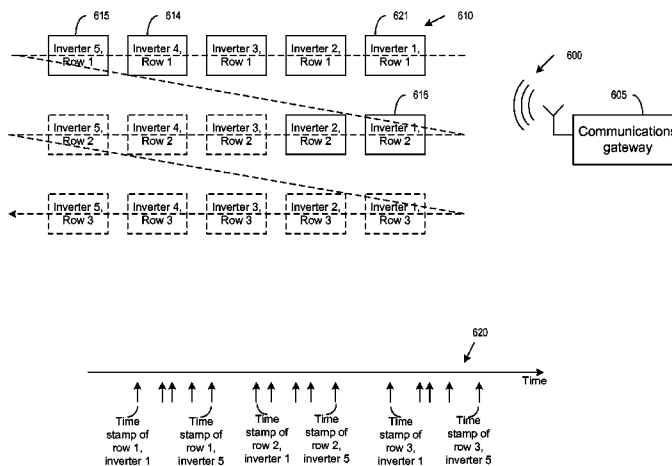 615
614
621
610
Inverter 5,
Row 1
Inverter 4,
Row 1
Inverter 3,
Row 1
Inverter 2,
Row 1
Inverter 1,
Row 1
600
605
Communications
gateway
616
Inverter 5,
Row 2
Inverter 4,
Row 2
Inverter 3,
Row 2
Inverter 2,
Row 2
Inverter 1,
Row 2
Inverter 5,
Row 3
Inverter 4,
Row 3
Inverter 3,
Row 3
Inverter 2,
Row 3
Inverter 1,
Row 3
620
Time
Time
stamp of
row 1,
inverter 1
Time
stamp of
row 1,
inverter 5
Time
stamp of
row 2,
inverter 1
Time
stamp of
row 2,
inverter 5
Time
stamp of
row 3,
inverter 1
Time
stamp of
row 3,
inverter 5